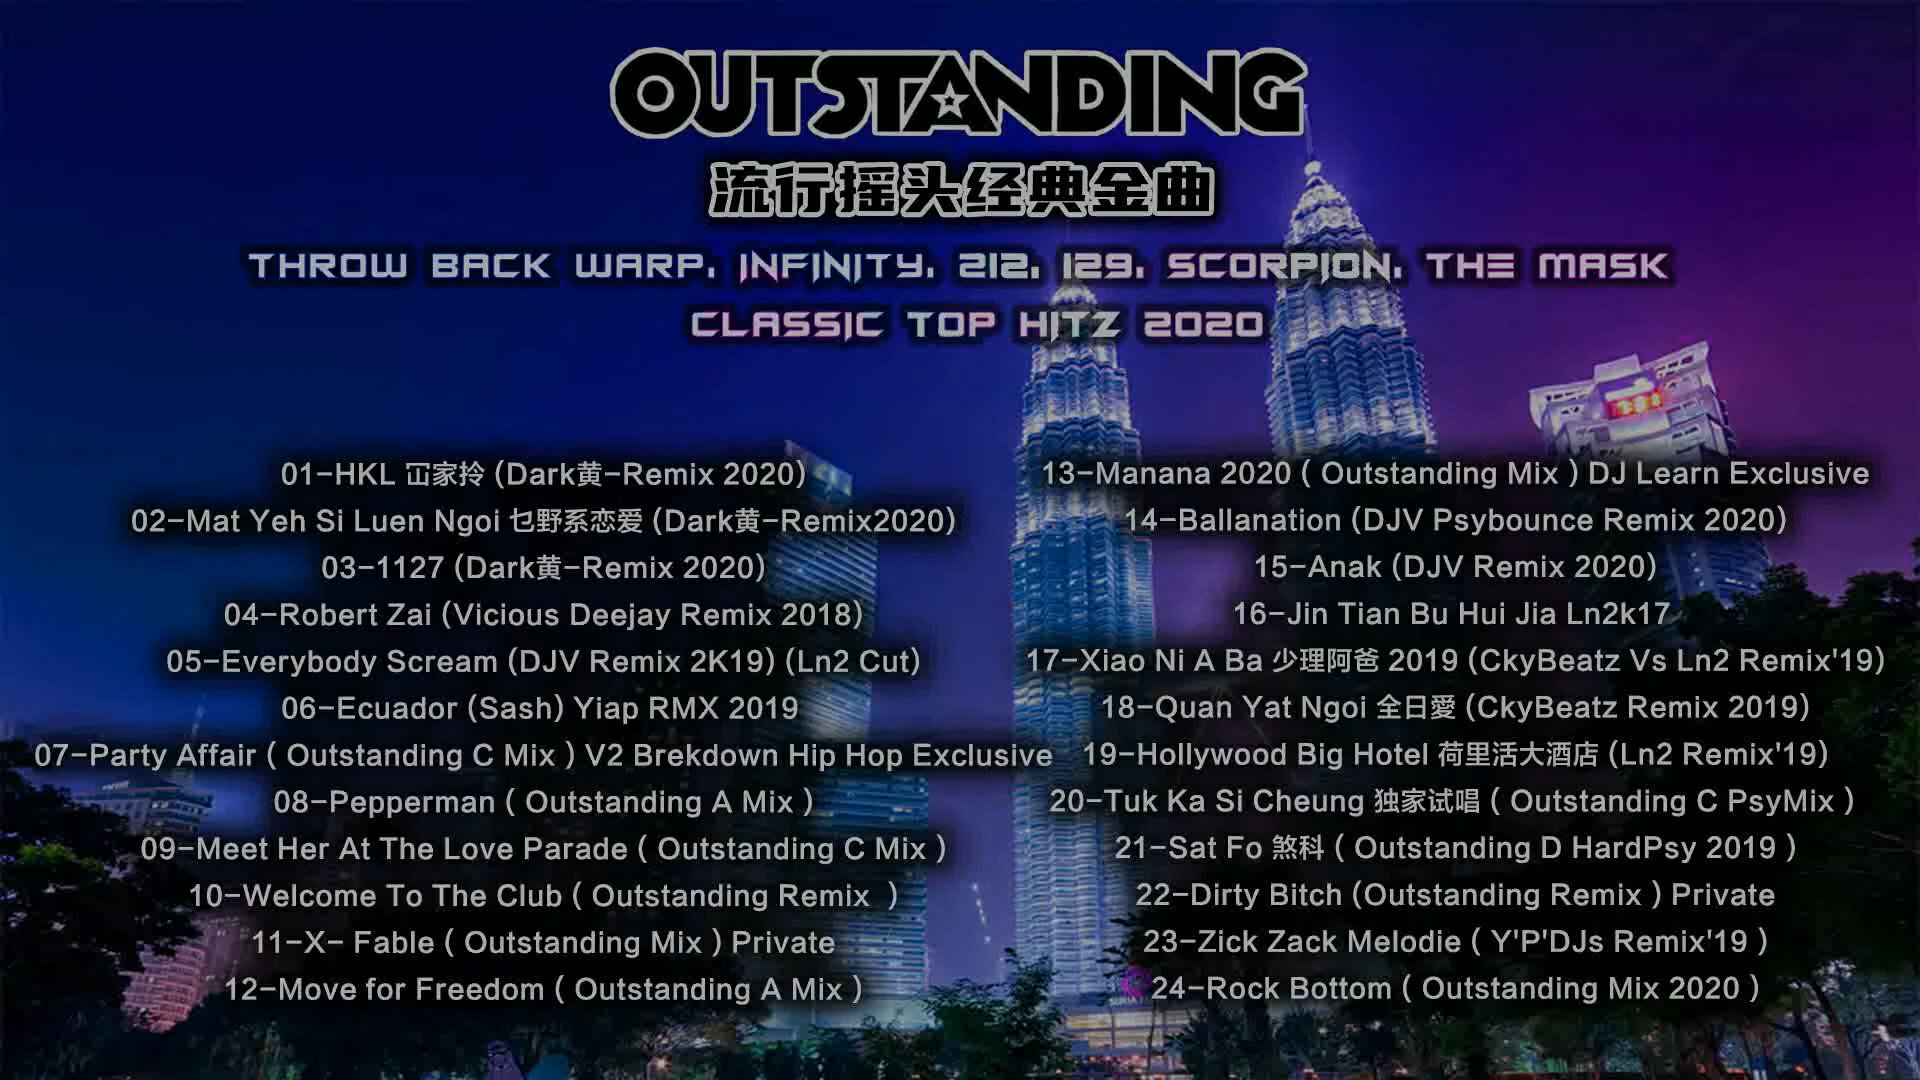 OUTSTANDING
流行摇头经典金曲
THROW BACK WARP. INFINITY. 212. 129. SCORPION. THE MASK
CLASSIC TOP HITZ 2020
01-HKL 冚家拎 (Dark黄-Remix 2020)
02-Mat Yeh Si Luen Ngoi 乜野系恋爱 (Dark黄-Remix2020)
03-1127 (Dark黄-Remix 2020)
04-Robert Zai (Vicious Deejay Remix 2018)
05-Everybody Scream (DJV Remix 2K19) (Ln2 Cut)
06-Ecuador (Sash) Yiap RMX 2019
07-Party Affair ( Outstanding C Mix ) V2 Brekdown Hip Hop Exclusive
08-Pepperman ( Outstanding A Mix )
09-Meet Her At The Love Parade ( Outstanding C Mix )
10-Welcome To The Club ( Outstanding Remix )
11-X- Fable ( Outstanding Mix ) Private
12-Move for Freedom ( Outstanding A Mix )
13-Manana 2020 ( Outstanding Mix ) DJ Learn Exclusive
14-Ballanation (DJV Psybounce Remix 2020)
15-Anak (DJV Remix 2020)
16-Jin Tian Bu Hui Jia Ln2k17
17-Xiao Ni A Ba 少理阿爸 2019 (CkyBeatz Vs Ln2 Remix'19)
18-Quan Yat Ngoi 全日愛 (CkyBeatz Remix 2019)
19-Hollywood Big Hotel 荷里活大酒店 (Ln2 Remix'19)
20-Tuk Ka Si Cheung 独家试唱 ( Outstanding C PsyMix )
21-Sat Fo 煞科 ( Outstanding D HardPsy 2019 )
22-Dirty Bitch (Outstanding Remix ) Private
23-Zick Zack Melodie ( Y'P'DJs Remix'19 )
24-Rock Bottom ( Outstanding Mix 2020 )